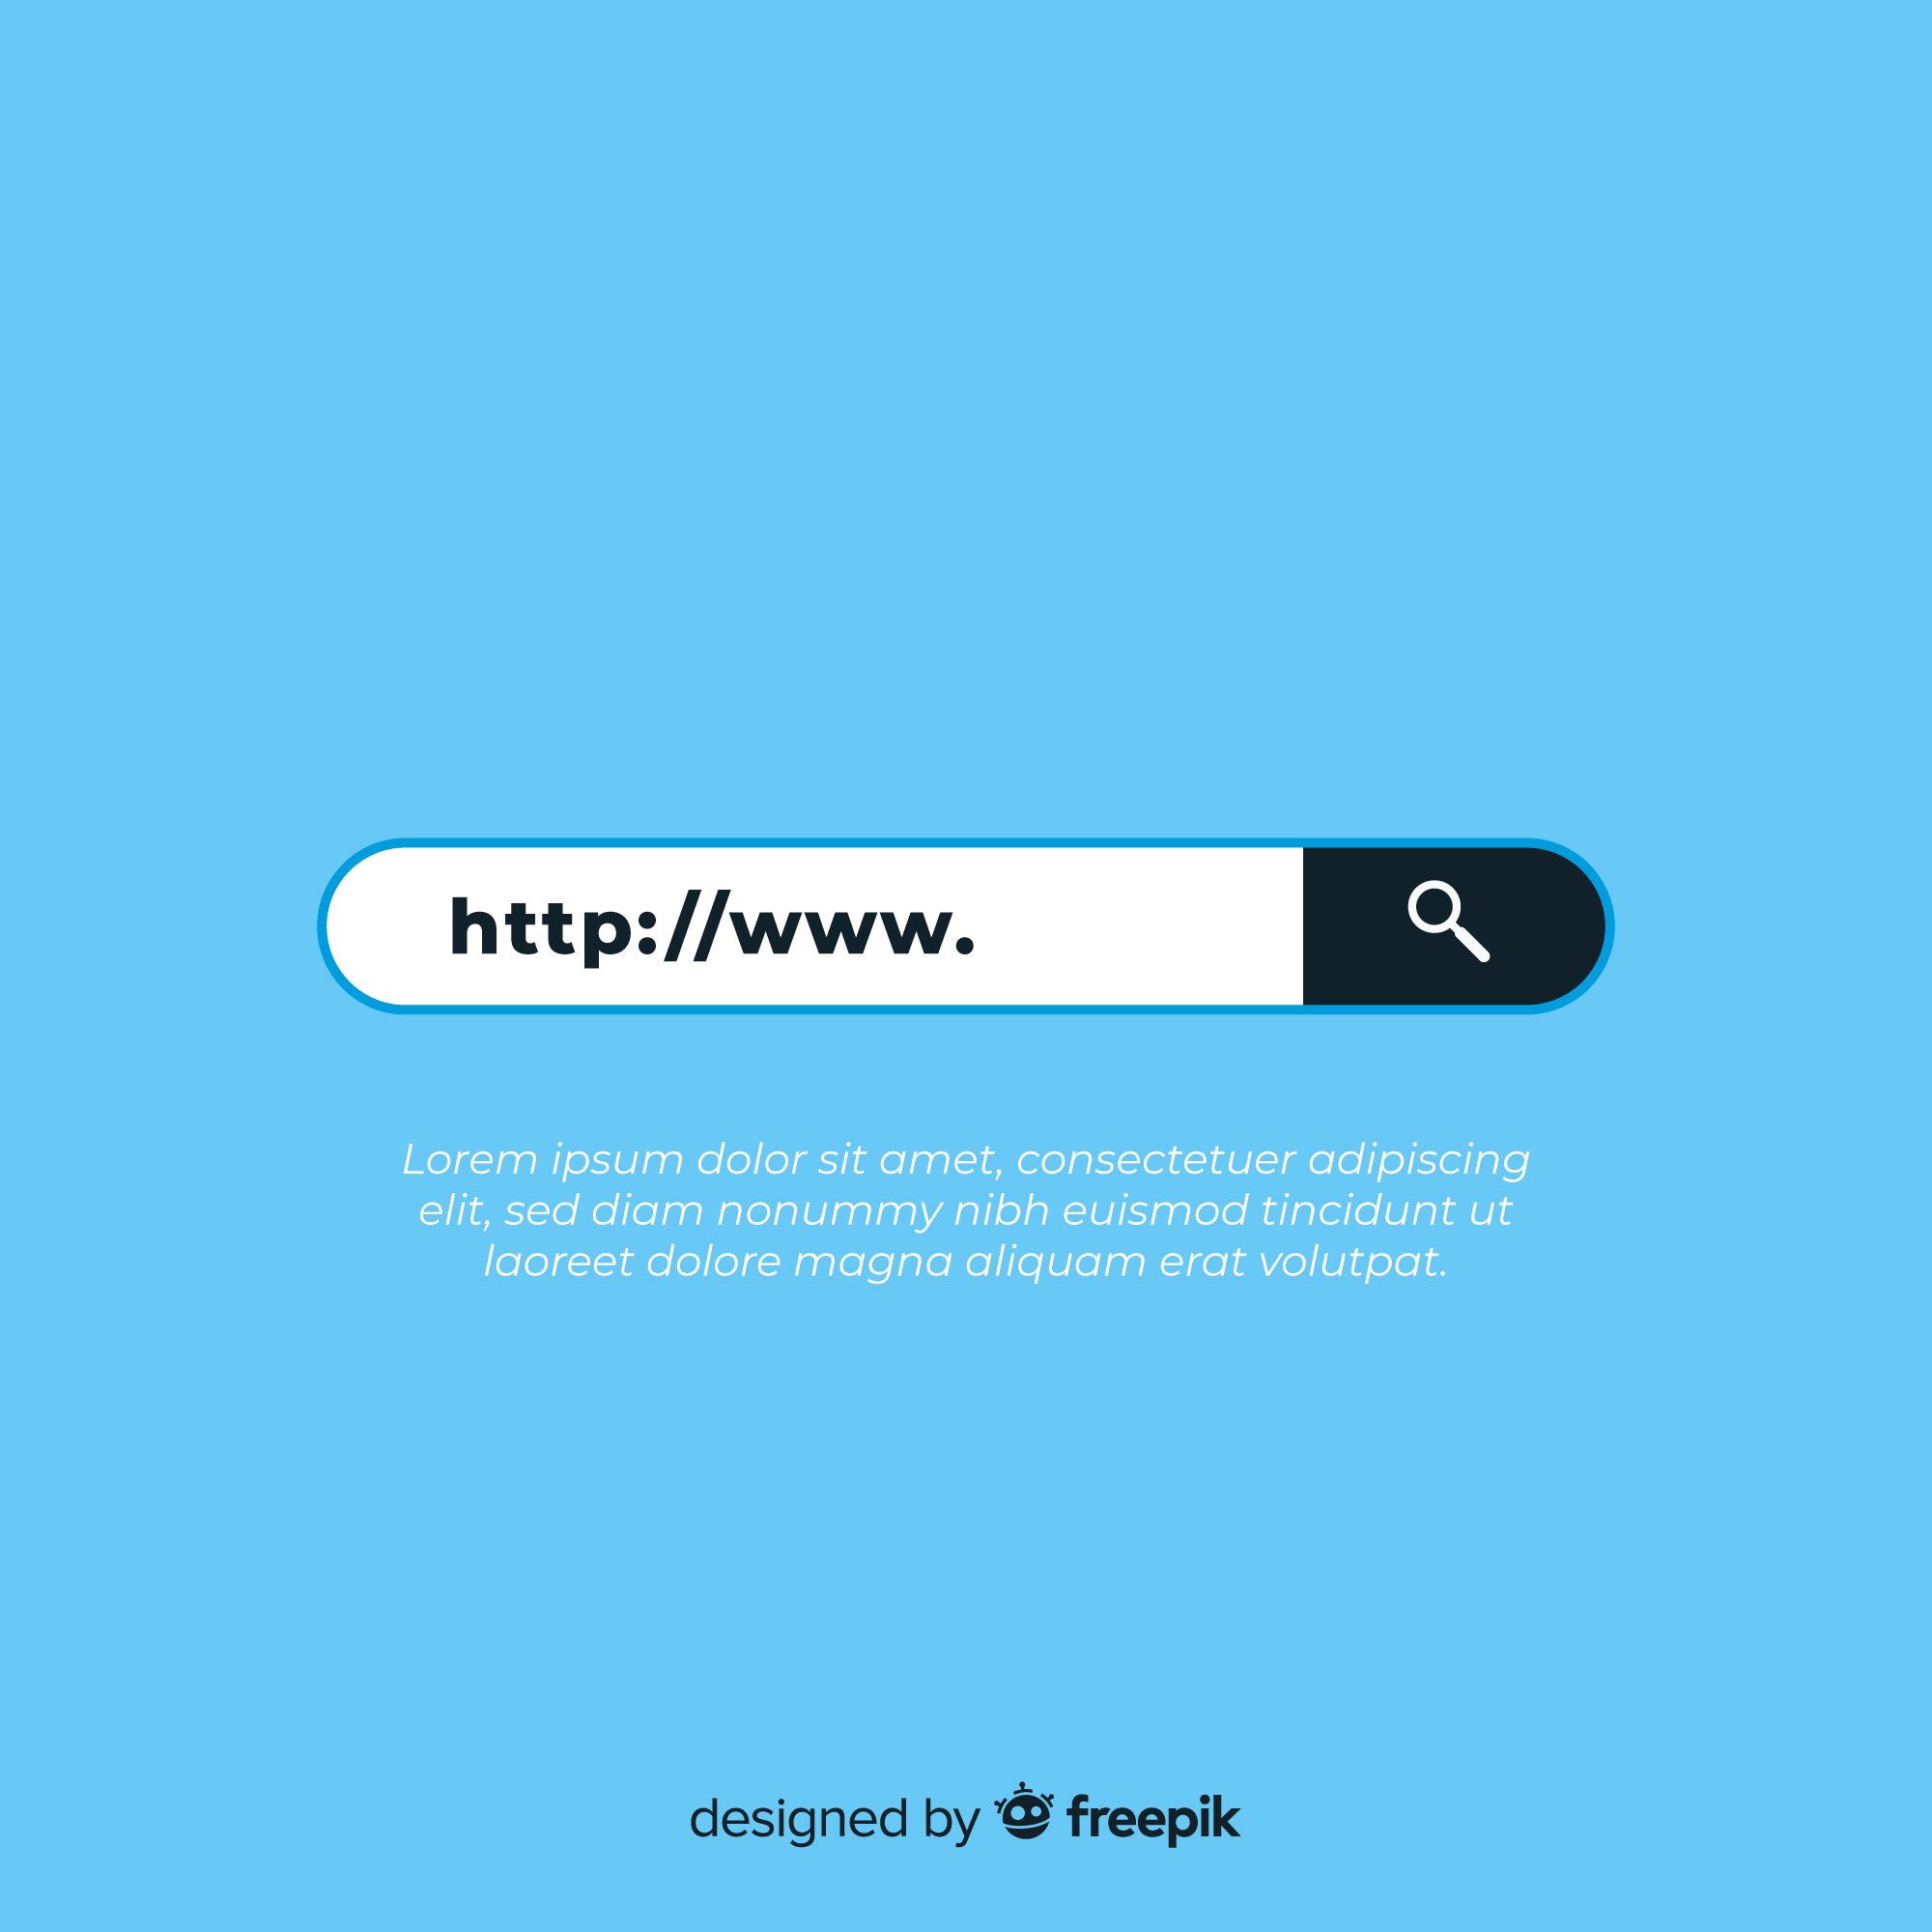 http://www.
Lorem ipsum dolor sit amet, consectetuer adipiscing
elit, sed diam nonummy nibh euismod tincidunt ut
laoreet dolore magna aliquam erat volutpat.
designed by freepik